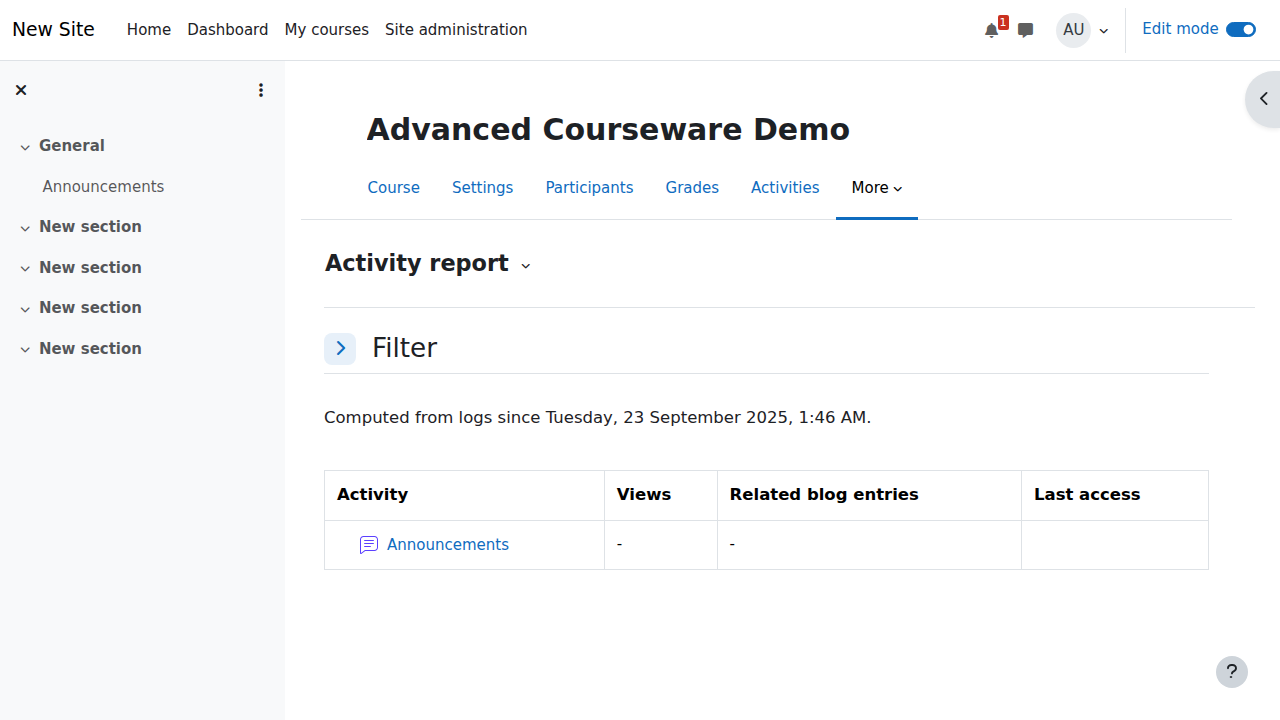 New Site Home Dashboard My courses Site administration 1 AU Edit mode
General
Announcements
New section
New section
New section
New section
Advanced Courseware Demo
Course Settings Participants Grades Activities More
Activity report
Filter
Computed from logs since Tuesday, 23 September 2025, 1:46 AM.
Activity Views Related blog entries Last access
Announcements - -
?